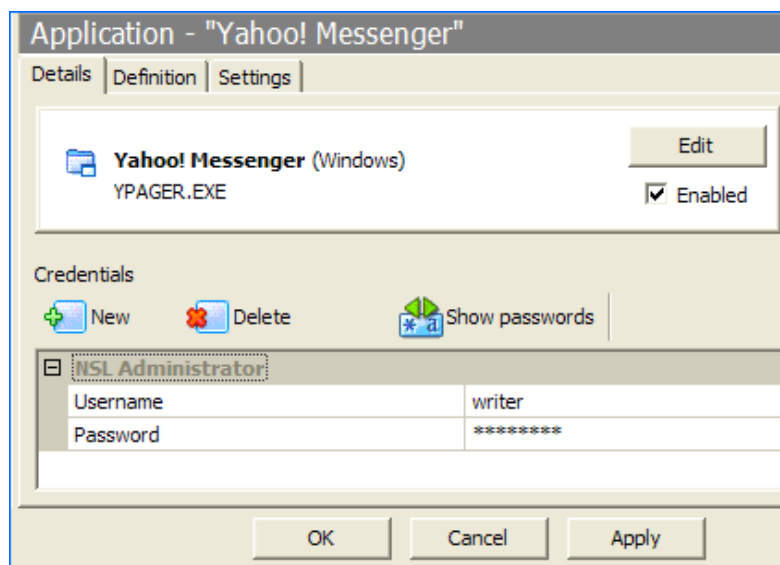 Application - "Yahoo! Messenger"
Details Definition Settings
Yahoo! Messenger (Windows)
YPAGER.EXE
Edit
Enabled
Credentials
New Delete Show passwords
NSL Administrator
Username writer
Password ********
OK Cancel Apply